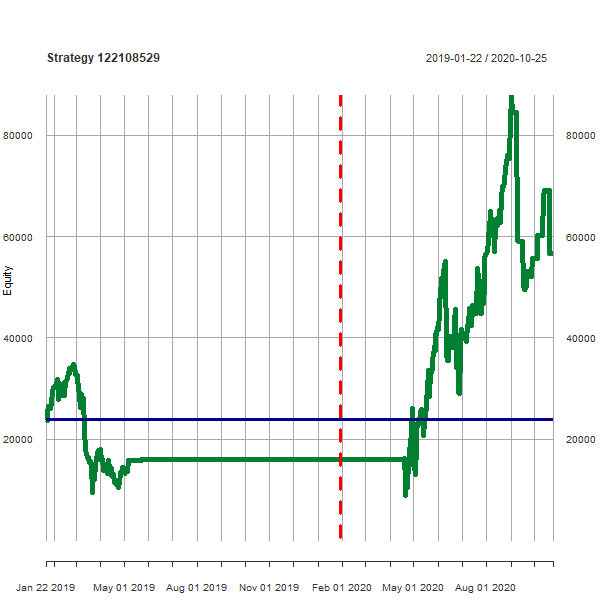 Strategy 122108529
2019-01-22 / 2020-10-25
80000
80000
60000
60000
Equity
40000
40000
20000
20000
Jan 22 2019
May 01 2019
Aug 01 2019
Nov 01 2019
Feb 01 2020
May 01 2020
Aug 01 2020